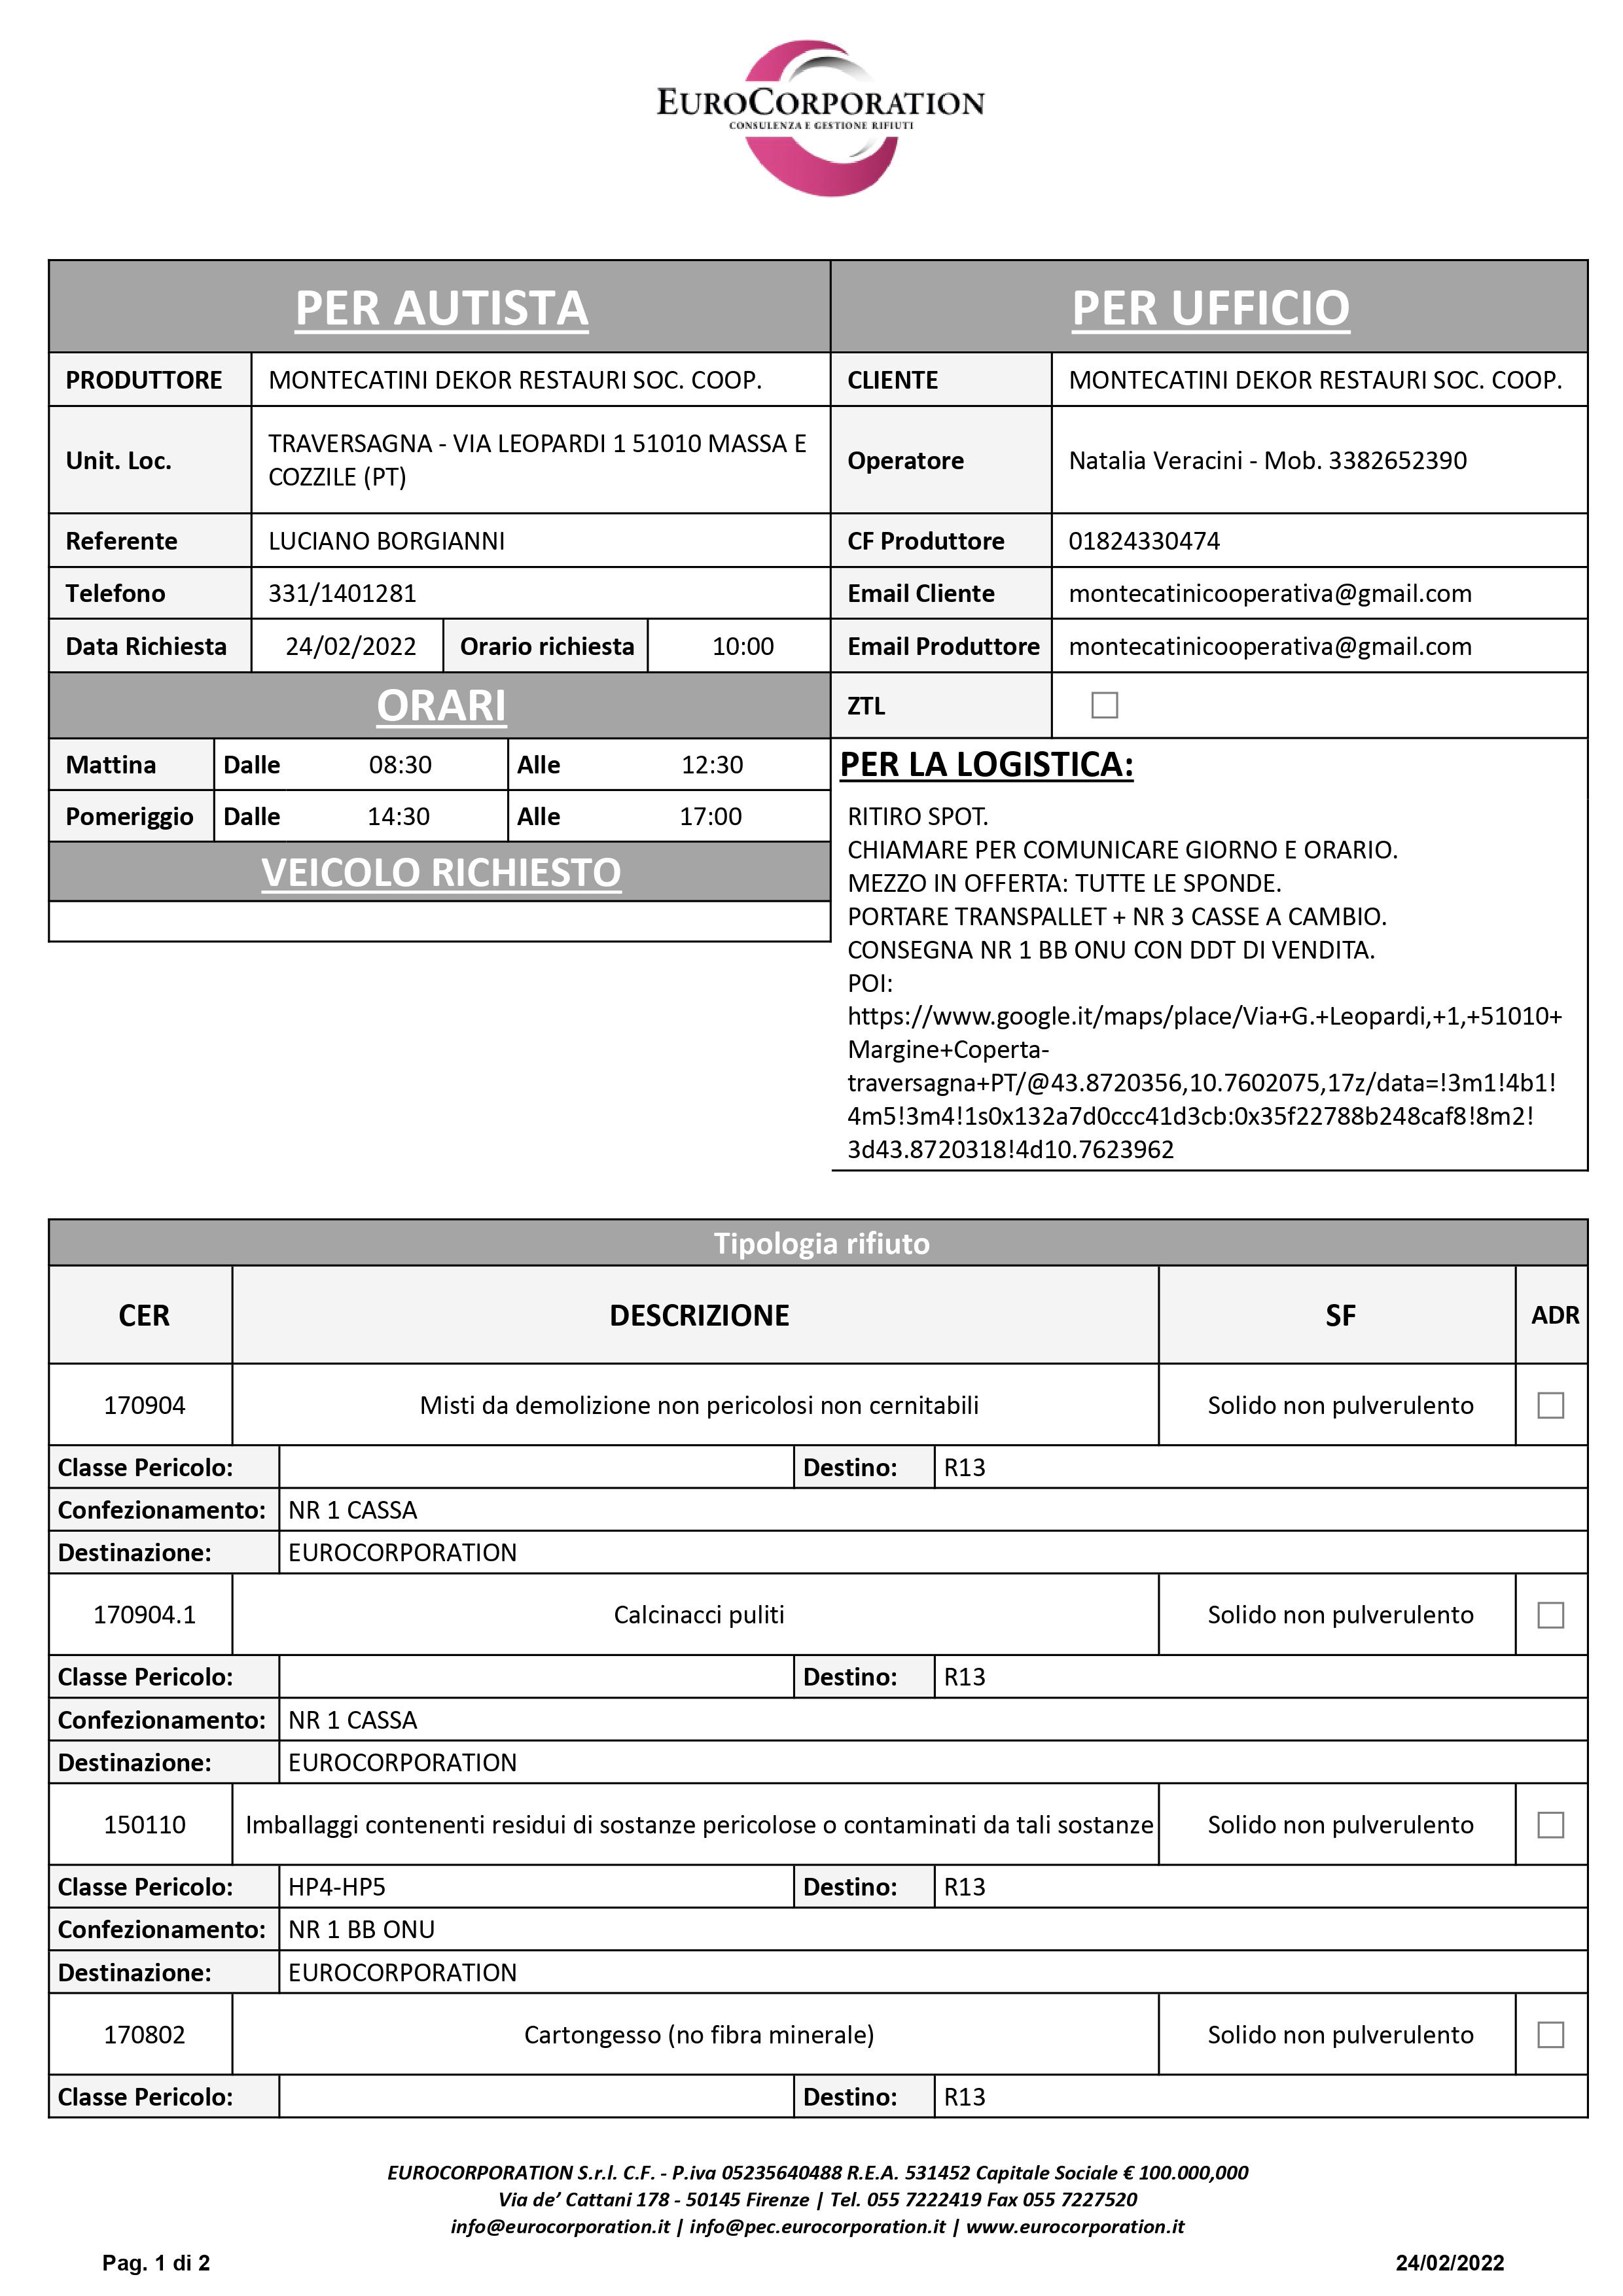 EUROCORPORATION
CONSULENZA E GESTIONE RIFIUTI
PER AUTISTA
PRODUTTORE MONTECATINI DEKOR RESTAURI SOC. COOP.
Unit. Loc. TRAVERSAGNA - VIA LEOPARDI 1 51010 MASSA E
COZZILE (PT)
Referente LUCIANO BORGIANNI
Telefono 331/1401281
Data Richiesta 24/02/2022 Orario richiesta 10:00
ORARI
Mattina Dalle 08:30 Alle 12:30
Pomeriggio Dalle 14:30 Alle 17:00
VEICOLO RICHIESTO
PER UFFICIO
CLIENTE MONTECATINI DEKOR RESTAURI SOC. COOP.
Operatore Natalia Veracini - Mob. 3382652390
CF Produttore 01824330474
Email Cliente montecatinicooperativa@gmail.com
Email Produttore montecatinicooperativa@gmail.com
ZTL
PER LA LOGISTICA:
RITIRO SPOT.
CHIAMARE PER COMUNICARE GIORNO E ORARIO.
MEZZO IN OFFERTA: TUTTE LE SPONDE.
PORTARE TRANSPALLET + NR 3 CASSE A CAMBIO.
CONSEGNA NR 1 BB ONU CON DDT DI VENDITA.
POI:
https://www.google.it/maps/place/Via+G.+Leopardi,+1,+51010+
Margine+Coperta-
traversagna+PT/@43.8720356,10.7602075,17z/data=!3m1!4b1!
4m5!3m4!1s0x132a7d0ccc41d3cb:0x35f22788b248caf8!8m2!
3d43.8720318!4d10.7623962
Tipologia rifiuto
CER DESCRIZIONE SF ADR
170904 Misti da demolizione non pericolosi non cernitabili Solido non pulverulento
Classe Pericolo: Destino: R13
Confezionamento: NR 1 CASSA
Destinazione: EUROCORPORATION
170904.1 Calcinacci puliti Solido non pulverulento
Classe Pericolo: Destino: R13
Confezionamento: NR 1 CASSA
Destinazione: EUROCORPORATION
150110 Imballaggi contenenti residui di sostanze pericolose o contaminati da tali sostanze Solido non pulverulento
Classe Pericolo: HP4-HP5 Destino: R13
Confezionamento: NR 1 BB ONU
Destinazione: EUROCORPORATION
170802 Cartongesso (no fibra minerale) Solido non pulverulento
Classe Pericolo: Destino: R13
EUROCORPORATION S.r.l. C.F. - P.iva 05235640488 R.E.A. 531452 Capitale Sociale € 100.000,000
Via de' Cattani 178 - 50145 Firenze | Tel. 055 7222419 Fax 055 7227520
info@eurocorporation.it | info@pec.eurocorporation.it | www.eurocorporation.it
Pag. 1 di 2 24/02/2022